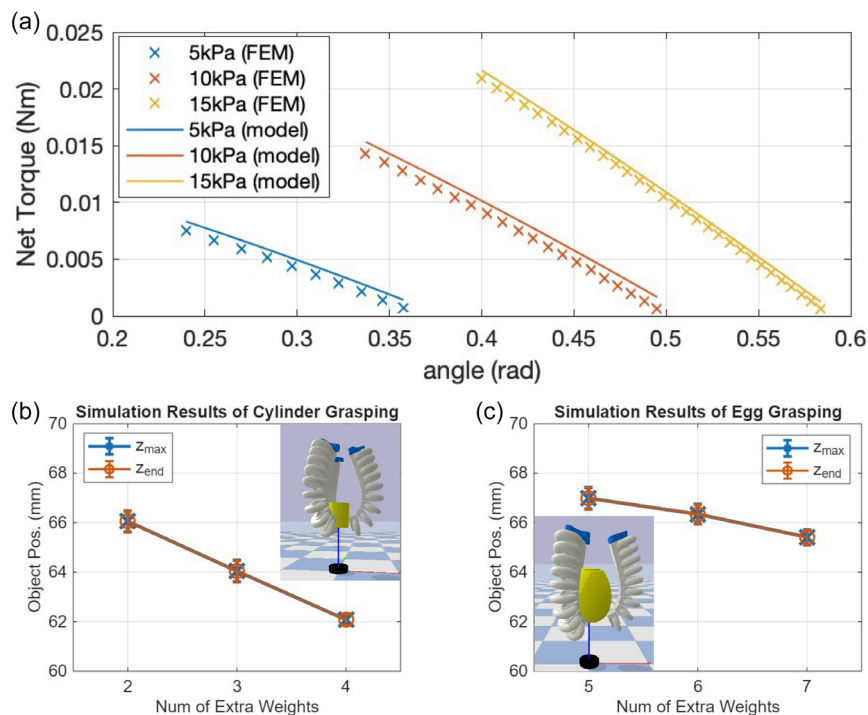 (a)
0.025
0.02
0.015
0.01
0.005
0
Net Torque (Nm)
5kPa (FEM)
10kPa (FEM)
15kPa (FEM)
5kPa (model)
10kPa (model)
15kPa (model)
0.2 0.25 0.3 0.35 0.4 0.45 0.5 0.55 0.6
angle (rad)
(b)
Simulation Results of Cylinder Grasping
70
68
66
64
62
60
Object Pos. (mm)
zmax
zend
2 3 4
Num of Extra Weights
(c)
Simulation Results of Egg Grasping
70
68
66
64
62
60
Object Pos. (mm)
zmax
zend
5 6 7
Num of Extra Weights